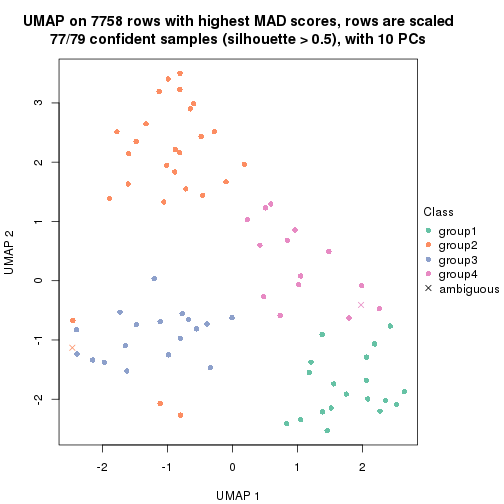 UMAP on 7758 rows with highest MAD scores, rows are scaled
77/79 confident samples (silhouette > 0.5), with 10 PCs
3
2
1
0
-1
-2
UMAP 2
-2
-1
0
1
2
UMAP 1
Class
group1
group2
group3
group4
ambiguous